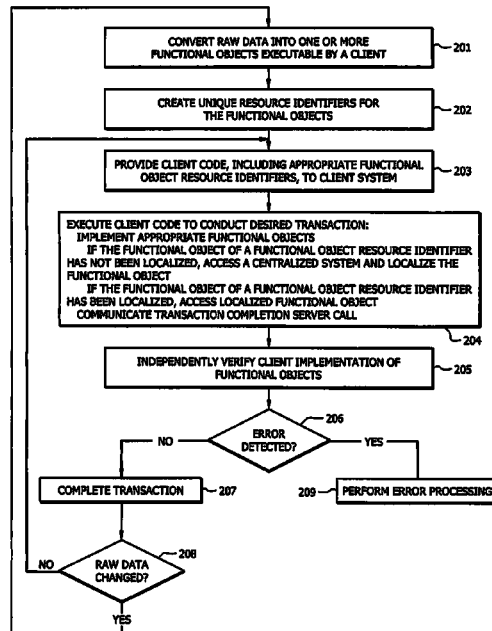 CONVERT RAW DATA INTO ONE OR MORE
FUNCTIONAL OBJECTS EXECUTABLE BY A CLIENT
201
CREATE UNIQUE RESOURCE IDENTIFIERS FOR
THE FUNCTIONAL OBJECTS
202
PROVIDE CLIENT CODE, INCLUDING APPROPRIATE FUNCTIONAL
OBJECT RESOURCE IDENTIFIERS, TO CLIENT SYSTEM
203
EXECUTE CLIENT CODE TO CONDUCT DESIRED TRANSACTION:
IMPLEMENT APPROPRIATE FUNCTIONAL OBJECTS
IF THE FUNCTIONAL OBJECT OF A FUNCTIONAL OBJECT RESOURCE IDENTIFIER
HAS NOT BEEN LOCALIZED, ACCESS A CENTRALIZED SYSTEM AND LOCALIZE THE
FUNCTIONAL OBJECT
IF THE FUNCTIONAL OBJECT OF A FUNCTIONAL OBJECT RESOURCE IDENTIFIER
HAS BEEN LOCALIZED, ACCESS LOCALIZED FUNCTIONAL OBJECT
COMMUNICATE TRANSACTION COMPLETION SERVER CALL
204
INDEPENDENTLY VERIFY CLIENT IMPLEMENTATION OF
FUNCTIONAL OBJECTS
205
206
NO
ERROR
DETECTED?
YES
COMPLETE TRANSACTION
207
209
PERFORM ERROR PROCESSING
208
NO
RAW DATA
CHANGED?
YES